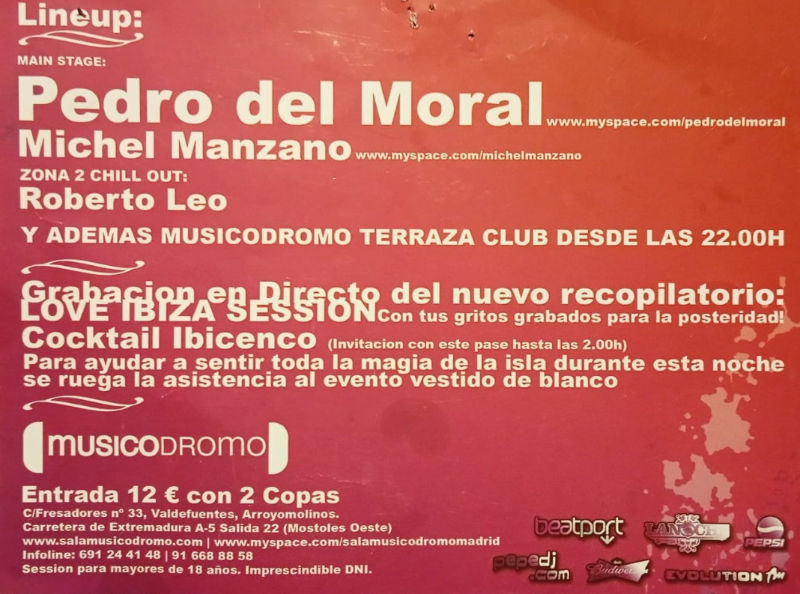 Lineup:
MAIN STAGE:
Pedro del Moral www.myspace.com/pedrodelmoral
Michel Manzano www.myspace.com/michelmanzano
ZONA 2 CHILL OUT:
Roberto Leo
Y ADEMAS MUSICODROMO TERRAZA CLUB DESDE LAS 22.00H
Grabacion en Directo del nuevo recopilatorio:
LOVE IBIZA SESSION Con tus gritos grabados para la posteridad!
Cocktail Ibicenco (Invitacion con este pase hasta las 2.00h)
Para ayudar a sentir toda la magia de la isla durante esta noche
se ruega la asistencia al evento vestido de blanco
MUSICODROMO
Entrada 12 € con 2 Copas
C/Fresadores nº 33, Valdefuentes, Arroyomolinos.
Carretera de Extremadura A-5 Salida 22 (Mostoles Oeste)
www.salamusicodromo.com | www.myspace.com/salamusicodromomadrid
Infoline: 691 24 41 48 | 91 668 88 58
Session para mayores de 18 años. Imprescindible DNI.
beatport LANOCHE PEPSI
pepedj.com Budweiser EVOLUTION FM